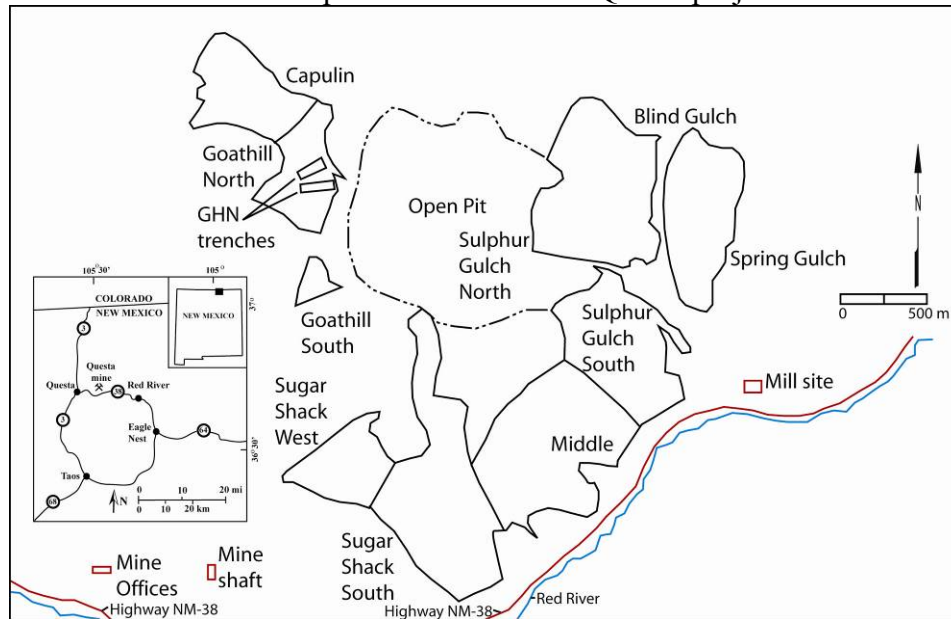 Capulin
Blind Gulch
Goathill
North
GHN
trenches
Open Pit
Sulphur
Gulch
North
N
Spring Gulch
0 500 m
Goathill
South
Sulphur
Gulch
South
Mill site
Sugar
Shack
West
Middle
Sugar
Shack
South
Mine
Offices
Mine
shaft
Highway NM-38
Highway NM-38
Red River
105°30'
105°
37°
COLORADO
NEW MEXICO
NEW MEXICO
3
Questa
mine
Questa
38
Red River
3
Eagle
Nest
64
36°30'
Taos
68
N
0 10 20 mi
0 10 20 km